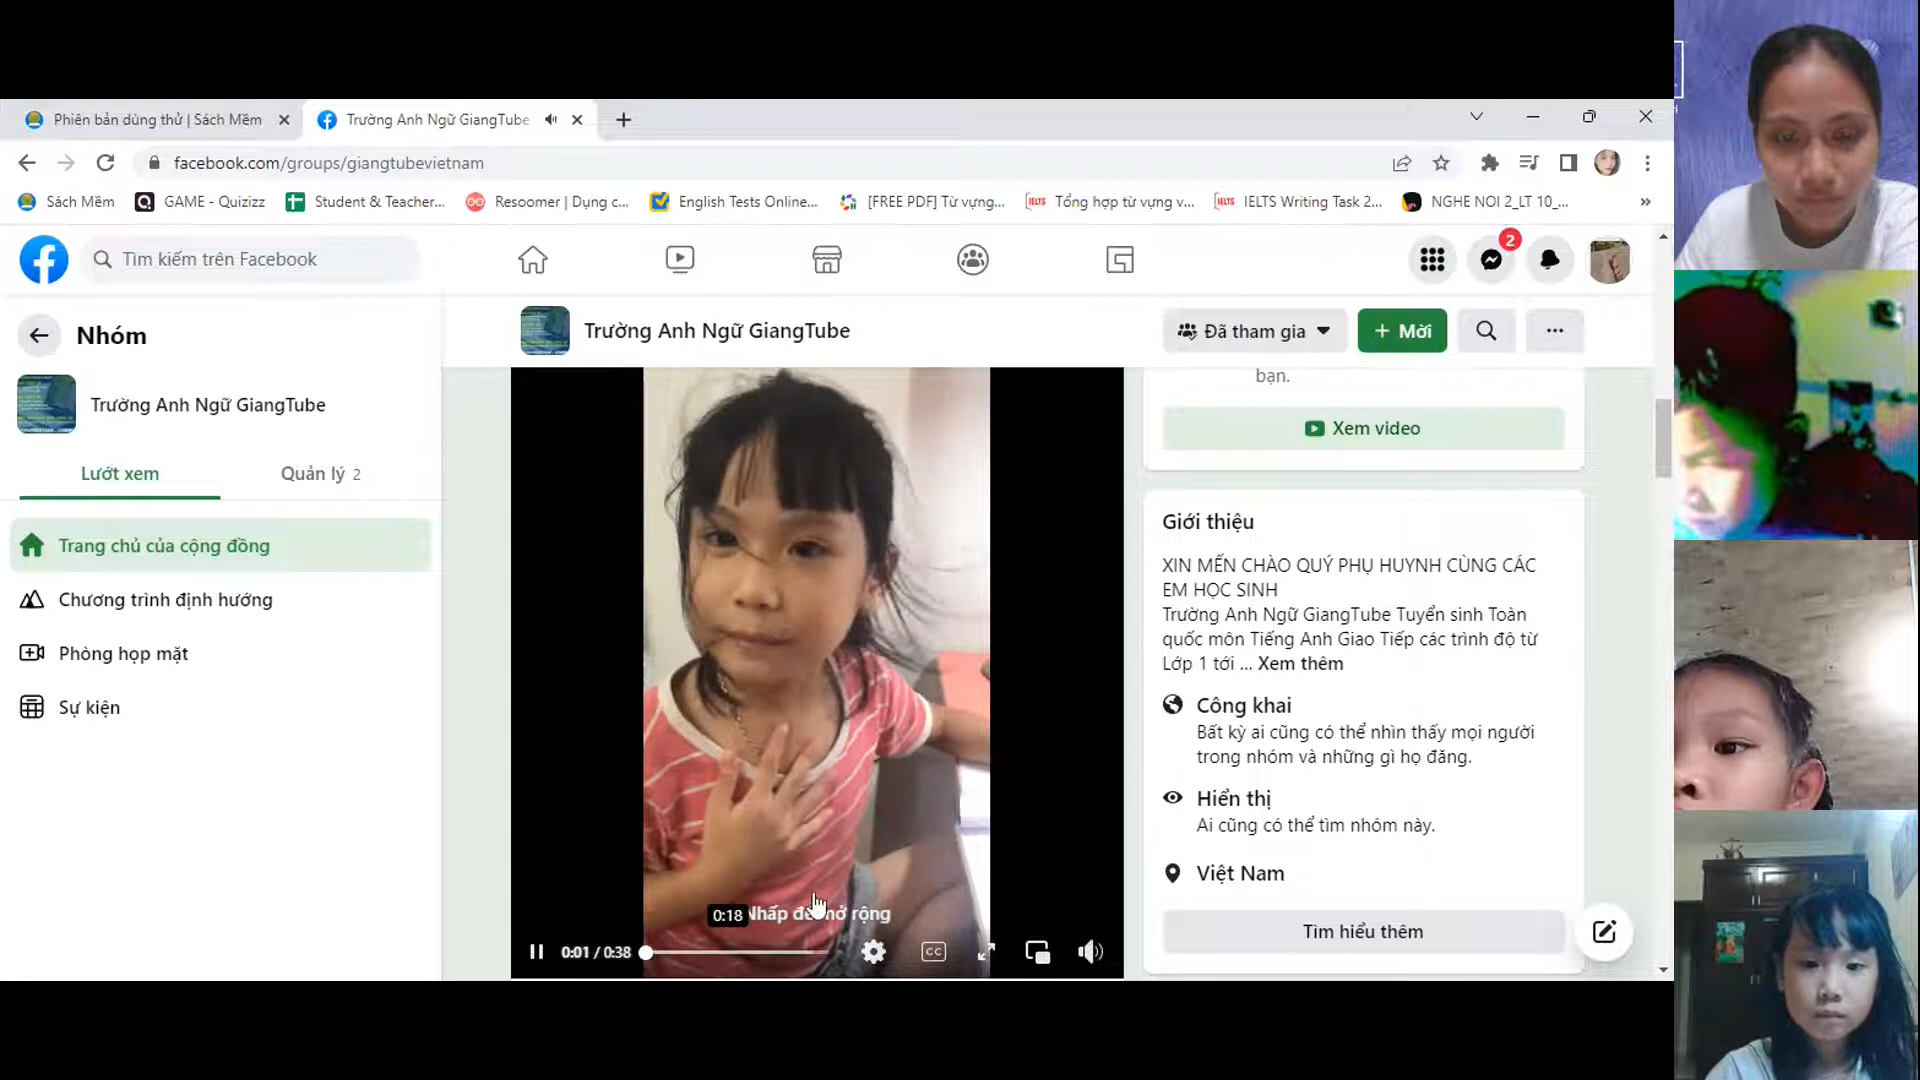 Phiên bản dùng thử | Sách Mềm
Trường Anh Ngữ GiangTube
facebook.com/groups/giangtubevietnam
Sách Mềm
GAME - Quizizz
Student & Teacher...
Resoomer | Dụng c...
English Tests Online...
[FREE PDF] Từ vựng...
IELTS Tổng hợp từ vựng v...
IELTS IELTS Writing Task 2...
NGHE NOI 2_LT 10_...
Tìm kiếm trên Facebook
2
Nhóm
Trường Anh Ngữ GiangTube
Lướt xem
Quản lý 2
Trang chủ của cộng đồng
Chương trình định hướng
Phòng họp mặt
Sự kiện
Trường Anh Ngữ GiangTube
Đã tham gia
+ Mời
0:18
Nhấp để mở rộng
0:01 / 0:38
CC
bạn.
Xem video
Giới thiệu
XIN MẾN CHÀO QUÝ PHỤ HUYNH CÙNG CÁC
EM HỌC SINH
Trường Anh Ngữ GiangTube Tuyển sinh Toàn
quốc môn Tiếng Anh Giao Tiếp các trình độ từ
Lớp 1 tới ... Xem thêm
Công khai
Bất kỳ ai cũng có thể nhìn thấy mọi người
trong nhóm và những gì họ đăng.
Hiển thị
Ai cũng có thể tìm nhóm này.
Việt Nam
Tìm hiểu thêm